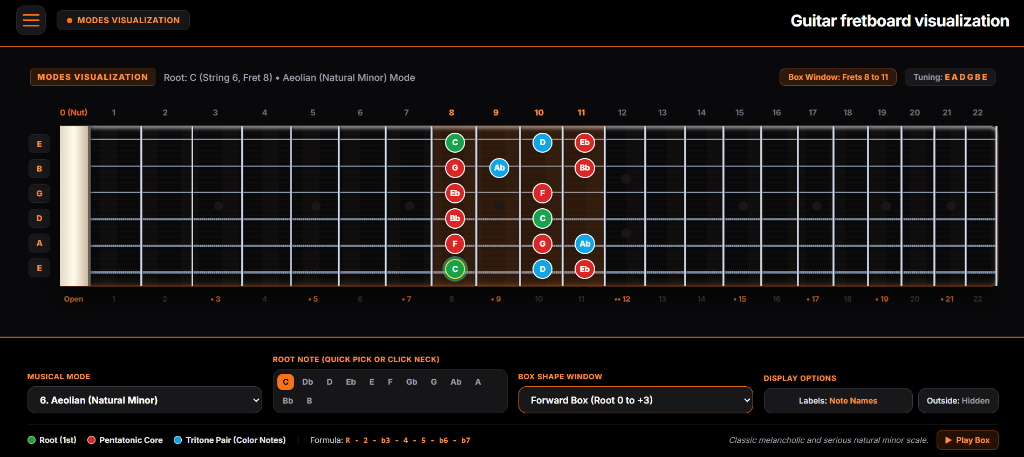 MODES VISUALIZATION
Guitar fretboard visualization
MODES VISUALIZATION Root: C (String 6, Fret 8) • Aeolian (Natural Minor) Mode Box Window: Frets 8 to 11 Tuning: E A D G B E
0 (Nut) 1 2 3 4 5 6 7 8 9 10 11 12 13 14 15 16 17 18 19 20 21 22
E C D Eb
B G Ab Bb
G Eb F
D Bb C
A F G Ab
E C D Eb
Open 1 2 • 3 4 • 5 6 • 7 8 • 9 10 11 •• 12 13 14 • 15 16 • 17 18 • 19 20 • 21 22
MUSICAL MODE
6. Aeolian (Natural Minor)
ROOT NOTE (QUICK PICK OR CLICK NECK)
C Db D Eb E F Gb G Ab A
Bb B
BOX SHAPE WINDOW
Forward Box (Root 0 to +3)
DISPLAY OPTIONS
Labels: Note Names Outside: Hidden
Root (1st) Pentatonic Core Tritone Pair (Color Notes) Formula: R - 2 - b3 - 4 - 5 - b6 - b7 Classic melancholic and serious natural minor scale. ▶ Play Box